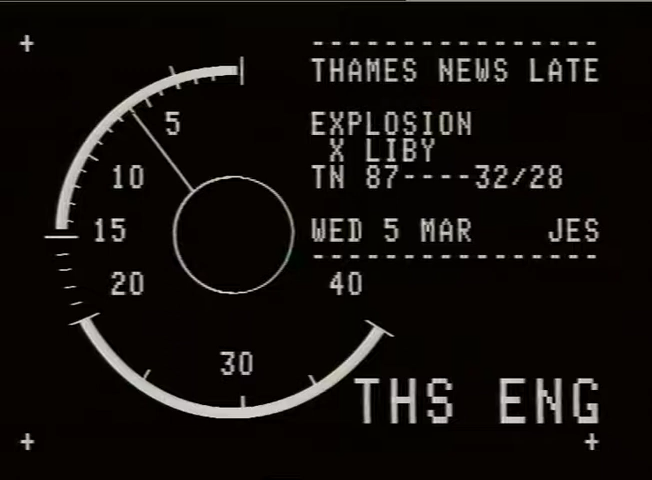 THAMES NEWS LATE
EXPLOSION
X LIBY
TN 87----32/28
WED 5 MAR JES
5
10
15
20
30
40
THS ENG